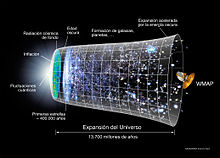 Expansión acelerada
por la energía oscura
Formación de galaxias,
planetas, ...
Edad
oscura
Radiación cósmica
de fondo
Inflación
WMAP
Fluctuaciones
cuánticas
Primeras estrellas
~ 400.000 años
Expansión del Universo
13.700 millones de años